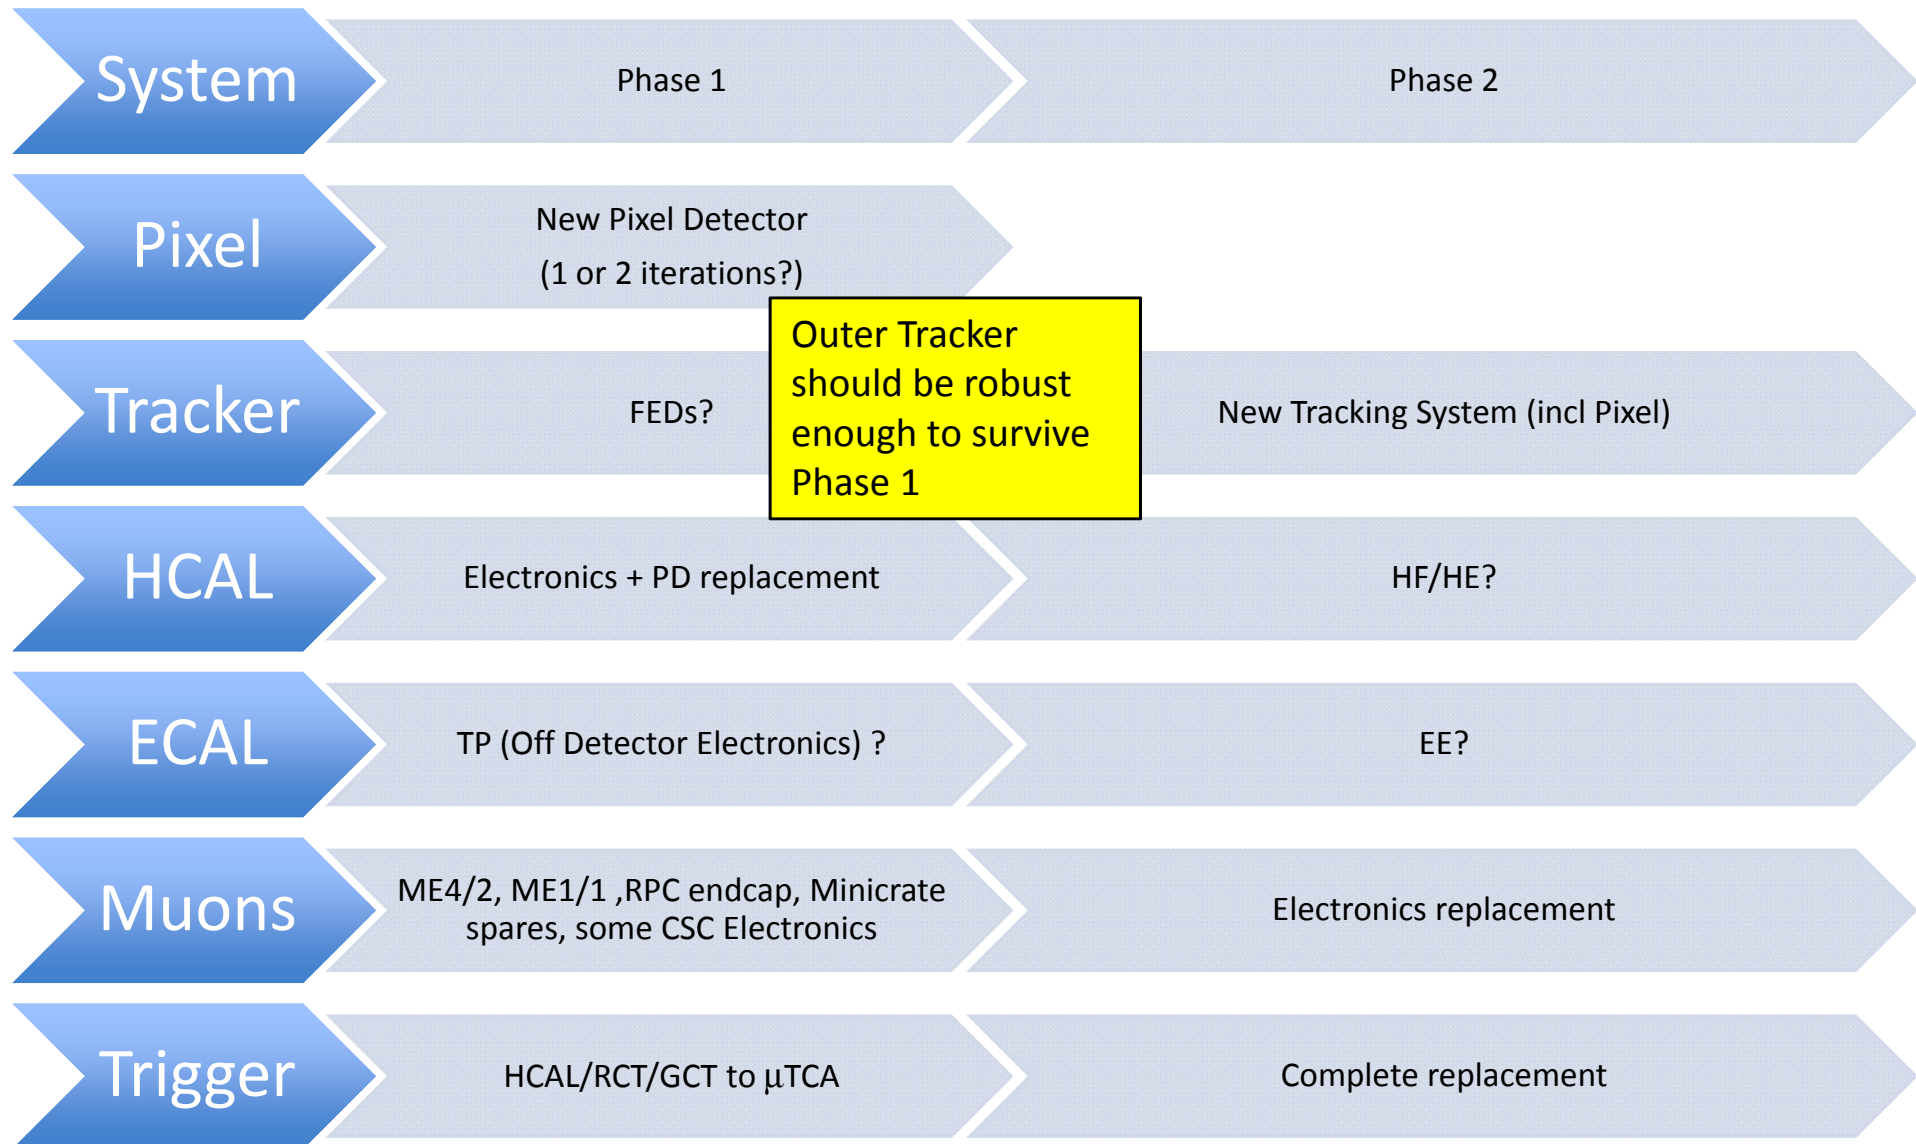 System
Phase 1
Phase 2
Pixel
New Pixel Detector
(1 or 2 iterations?)
Outer Tracker
should be robust
enough to survive
Phase 1
Tracker
FEDs?
New Tracking System (incl Pixel)
HCAL
Electronics + PD replacement
HF/HE?
ECAL
TP (Off Detector Electronics) ?
EE?
Muons
ME4/2, ME1/1 ,RPC endcap, Minicrate
spares, some CSC Electronics
Electronics replacement
Trigger
HCAL/RCT/GCT to μTCA
Complete replacement